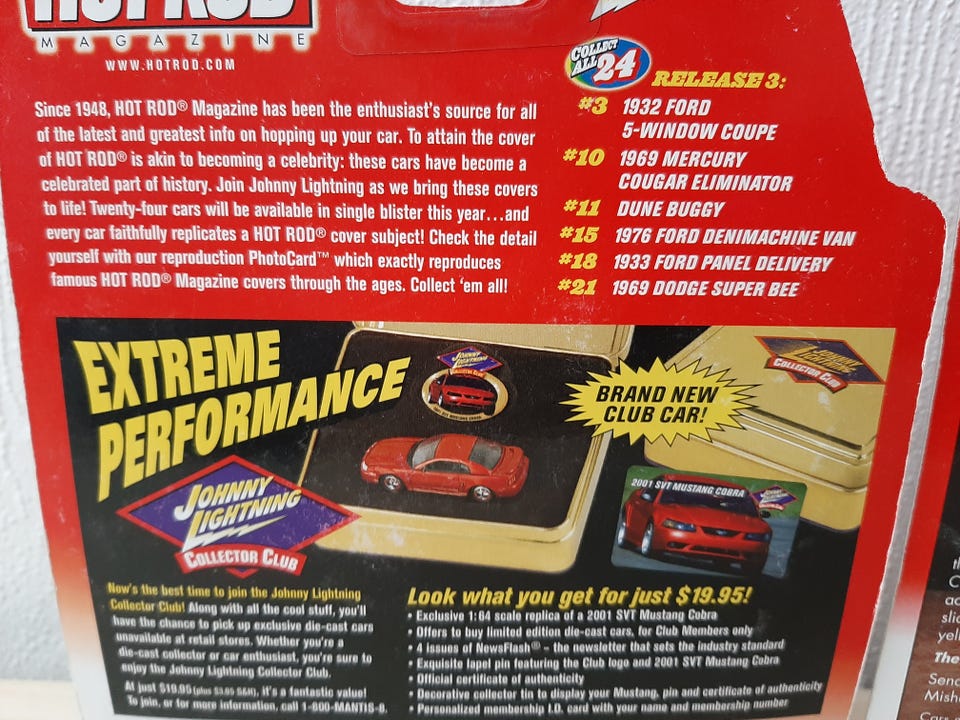 HOT ROD
MAGAZINE
WWW.HOTROD.COM
Since 1948, HOT ROD® Magazine has been the enthusiast's source for all
of the latest and greatest info on hopping up your car. To attain the cover
of HOT ROD® is akin to becoming a celebrity: these cars have become a
celebrated part of history. Join Johnny Lightning as we bring these covers
to life! Twenty-four cars will be available in single blister this year...and
every car faithfully replicates a HOT ROD® cover subject! Check the detail
yourself with our reproduction PhotoCard™ which exactly reproduces
famous HOT ROD® Magazine covers through the ages. Collect 'em all!
COLLECT
ALL 24
RELEASE 3:
#3 1932 FORD
5-WINDOW COUPE
#10 1969 MERCURY
COUGAR ELIMINATOR
#11 DUNE BUGGY
#15 1976 FORD DENIMACHINE VAN
#18 1933 FORD PANEL DELIVERY
#21 1969 DODGE SUPER BEE
EXTREME
PERFORMANCE
JOHNNY
LIGHTNING
COLLECTOR CLUB
JOHNNY
LIGHTNING
COLLECTOR CLUB
BRAND NEW
CLUB CAR!
COLLECTOR CLUB
2001 SVT MUSTANG COBRA
Now's the best time to join the Johnny Lightning
Collector Club! Along with all the cool stuff, you'll
have the chance to pick up exclusive die-cast cars
unavailable at retail stores. Whether you're a
die-cast collector or car enthusiast, you're sure to
enjoy the Johnny Lightning Collector Club.
At just $19.95 (plus $3.95 S&H), it's a fantastic value!
To join, or for more information, call 1-800-MANTIS-8.
Look what you get for just $19.95!
• Exclusive 1:64 scale replica of a 2001 SVT Mustang Cobra
• Offers to buy limited edition die-cast cars, for Club Members only
• 4 issues of NewsFlash® - the newsletter that sets the industry standard
• Exquisite lapel pin featuring the Club logo and 2001 SVT Mustang Cobra
• Official certificate of authenticity
• Decorative collector tin to display your Mustang, pin and certificate of authenticity
• Personalized membership I.D. card with your name and membership number
The
Send
Misha